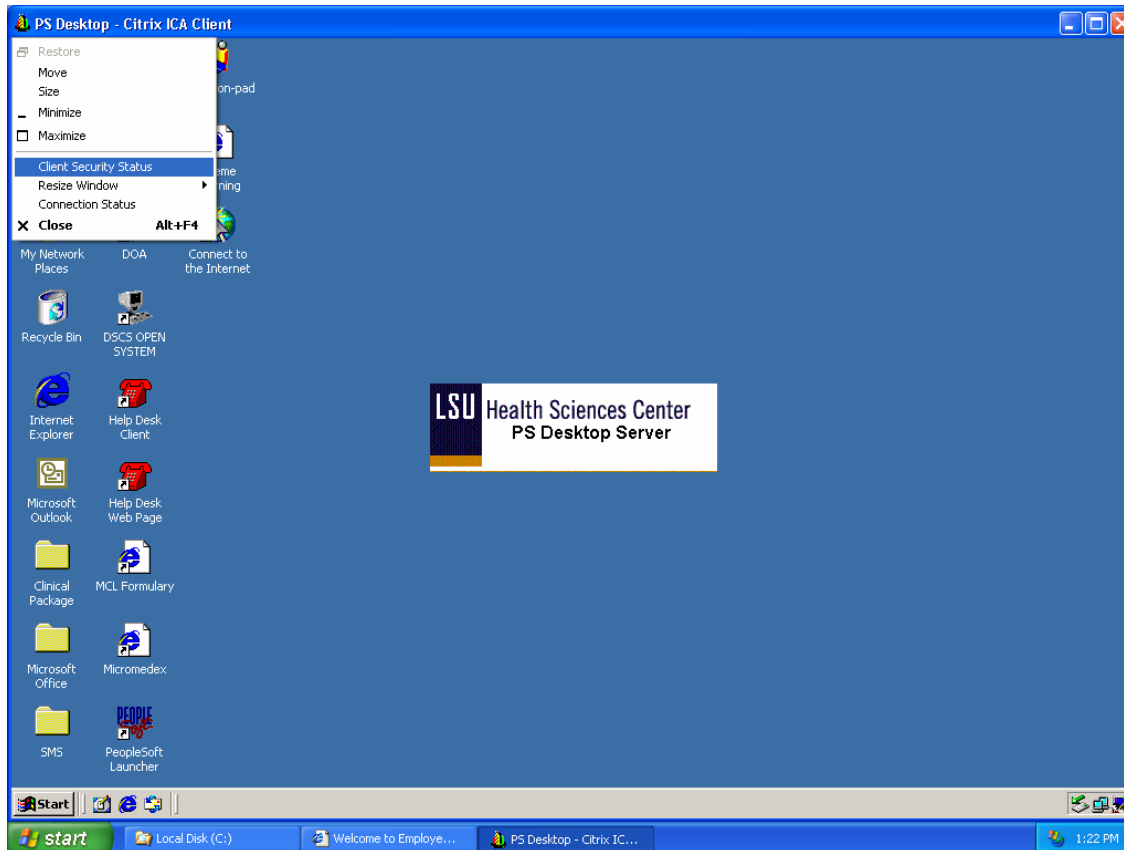 PS Desktop - Citrix ICA Client
Restore
Move
Size
Minimize
Maximize
Client Security Status
Resize Window
Connection Status
Close Alt+F4
on-pad
eme
ning
My Network
Places
DOA
Connect to
the Internet
Recycle Bin
DSCS OPEN
SYSTEM
Internet
Explorer
Help Desk
Client
Microsoft
Outlook
Help Desk
Web Page
Clinical
Package
MCL Formulary
Microsoft
Office
Micromedex
SMS
PEOPLE
Soft
PeopleSoft
Launcher
LSU Health Sciences Center
PS Desktop Server
Start
start
Local Disk (C:)
Welcome to Employe...
PS Desktop - Citrix IC...
1:22 PM